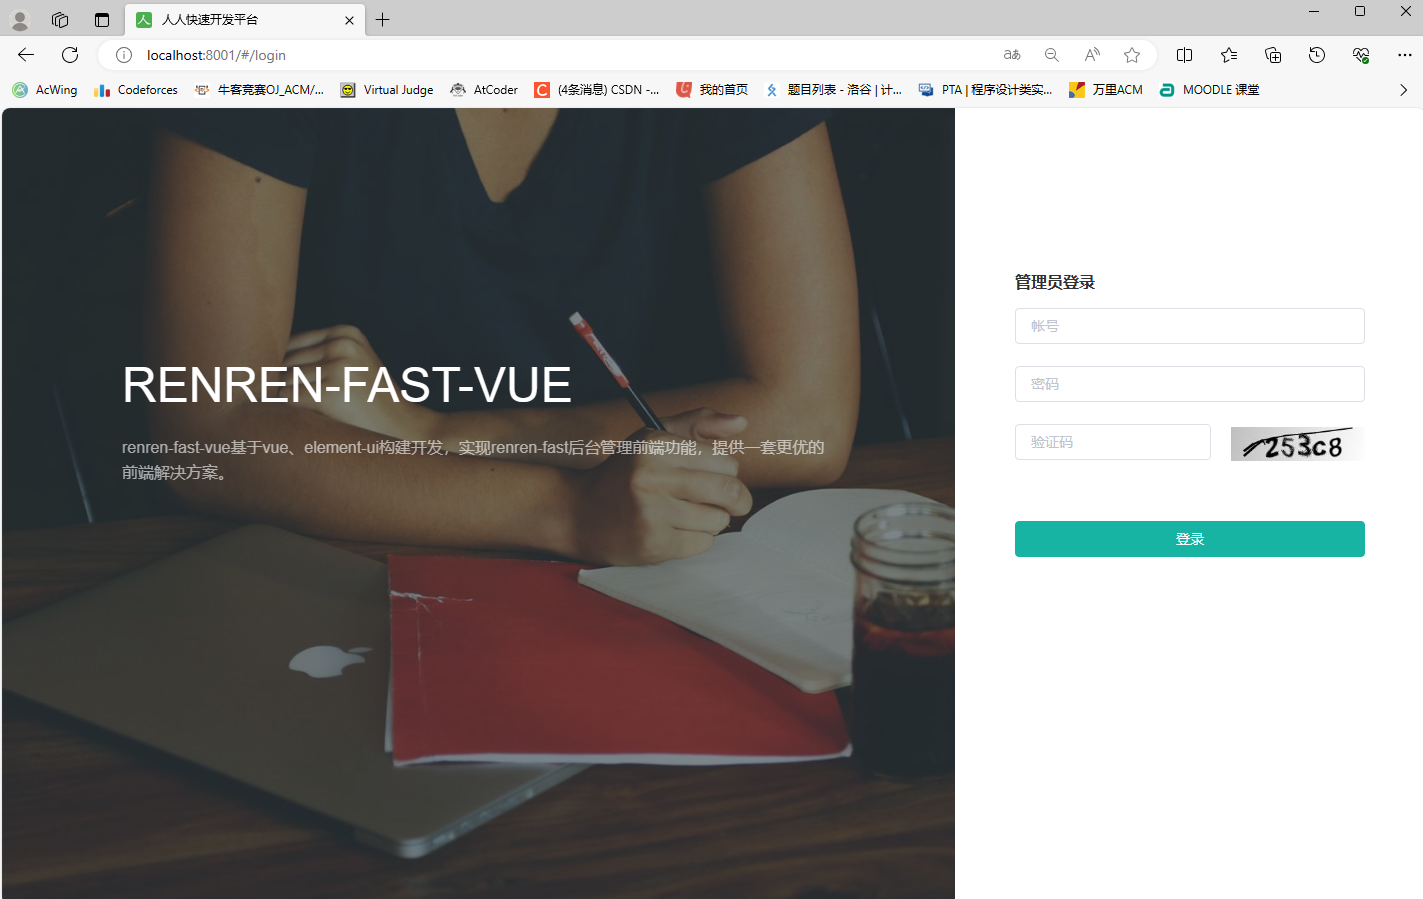 人人快速开发平台
localhost:8001/#/login
AcWing
Codeforces
牛客竞赛OJ_ACM/...
Virtual Judge
AtCoder
(4条消息) CSDN -...
我的首页
题目列表 - 洛谷 | 计...
PTA | 程序设计类实...
万里ACM
MOODLE 课堂
RENREN-FAST-VUE
renren-fast-vue基于vue、element-ui构建开发，实现renren-fast后台管理前端功能，提供一套更优的
前端解决方案。
管理员登录
帐号
密码
验证码
253c8
登录